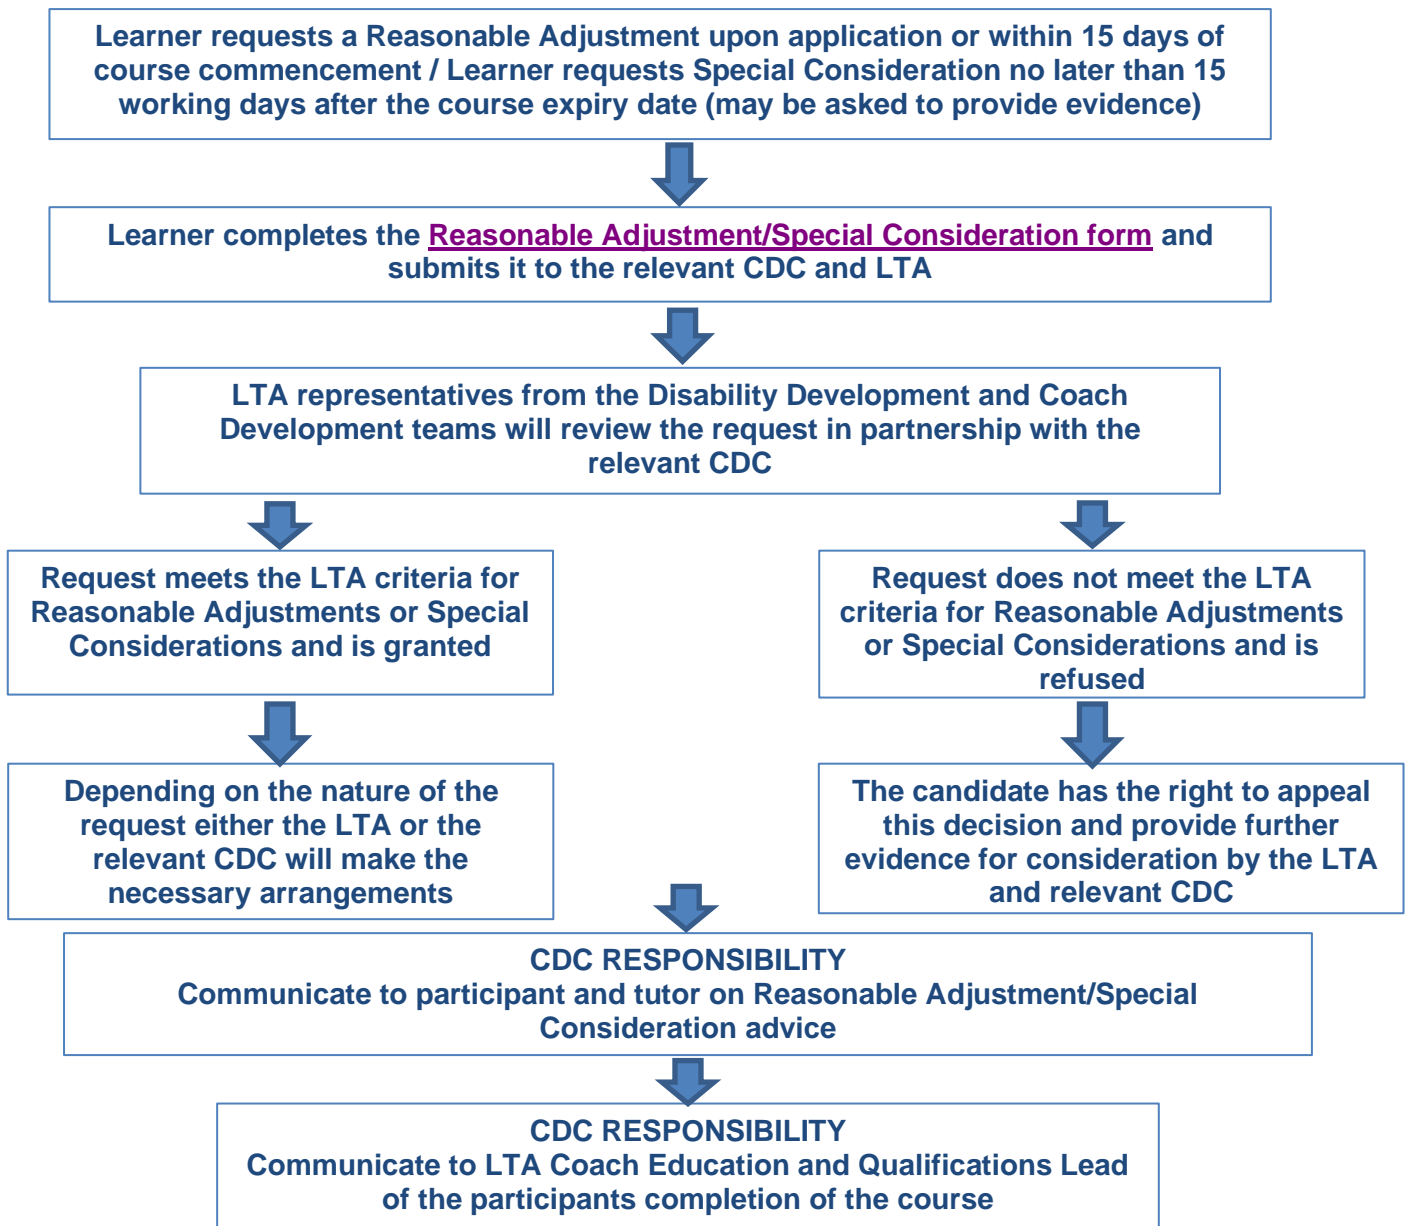 Learner requests a Reasonable Adjustment upon application or within 15 days of
course commencement / Learner requests Special Consideration no later than 15
working days after the course expiry date (may be asked to provide evidence)
Learner completes the Reasonable Adjustment/Special Consideration form and
submits it to the relevant CDC and LTA
LTA representatives from the Disability Development and Coach
Development teams will review the request in partnership with the
relevant CDC
Request meets the LTA criteria for
Reasonable Adjustments or Special
Considerations and is granted
Request does not meet the LTA
criteria for Reasonable Adjustments
or Special Considerations and is
refused
Depending on the nature of the
request either the LTA or the
relevant CDC will make the
necessary arrangements
The candidate has the right to appeal
this decision and provide further
evidence for consideration by the LTA
and relevant CDC
CDC RESPONSIBILITY
Communicate to participant and tutor on Reasonable Adjustment/Special
Consideration advice
CDC RESPONSIBILITY
Communicate to LTA Coach Education and Qualifications Lead
of the participants completion of the course